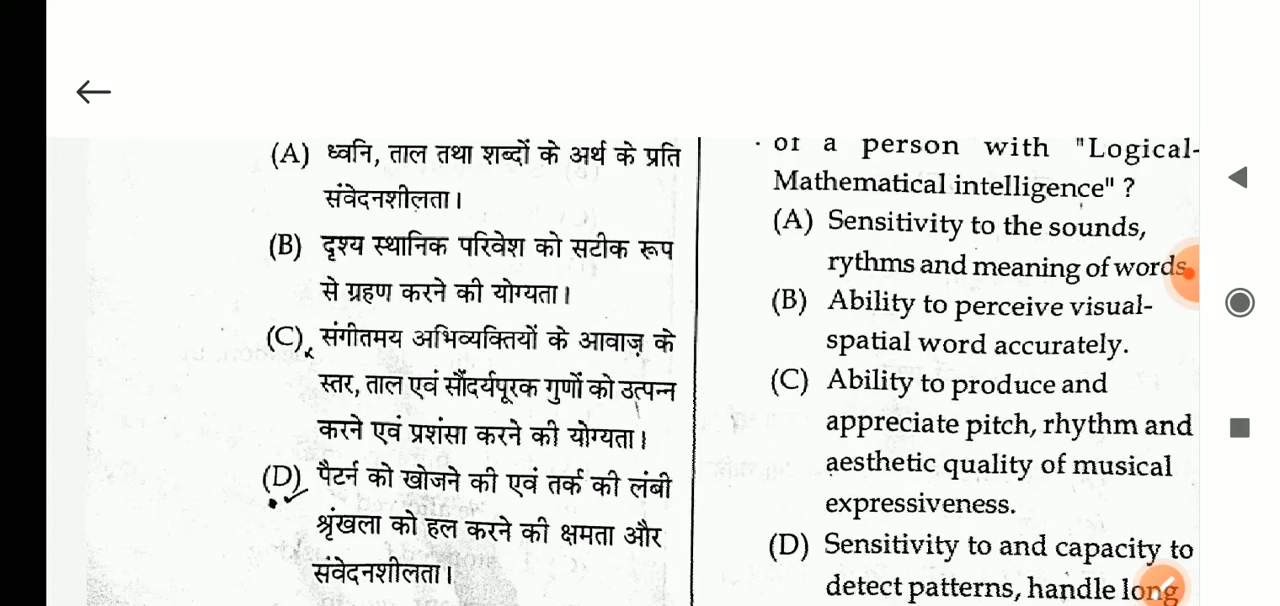 (A) ध्वनि, ताल तथा शब्दों के अर्थ के प्रति
संवेदनशीलता।
(B) दृश्य स्थानिक परिवेश को सटीक रूप
से ग्रहण करने की योग्यता।
(C) संगीतमय अभिव्यक्तियों के आवाज़ के
स्तर, ताल एवं सौंदर्यपूरक गुणों को उत्पन्न
करने एवं प्रशंसा करने की योग्यता।
(D) पैटर्न को खोजने की एवं तर्क की लंबी
श्रृंखला को हल करने की क्षमता और
संवेदनशीलता।
of a person with "Logical-
Mathematical intelligence" ?
(A) Sensitivity to the sounds,
rythms and meaning of words.
(B) Ability to perceive visual-
spatial word accurately.
(C) Ability to produce and
appreciate pitch, rhythm and
aesthetic quality of musical
expressiveness.
(D) Sensitivity to and capacity to
detect patterns, handle long